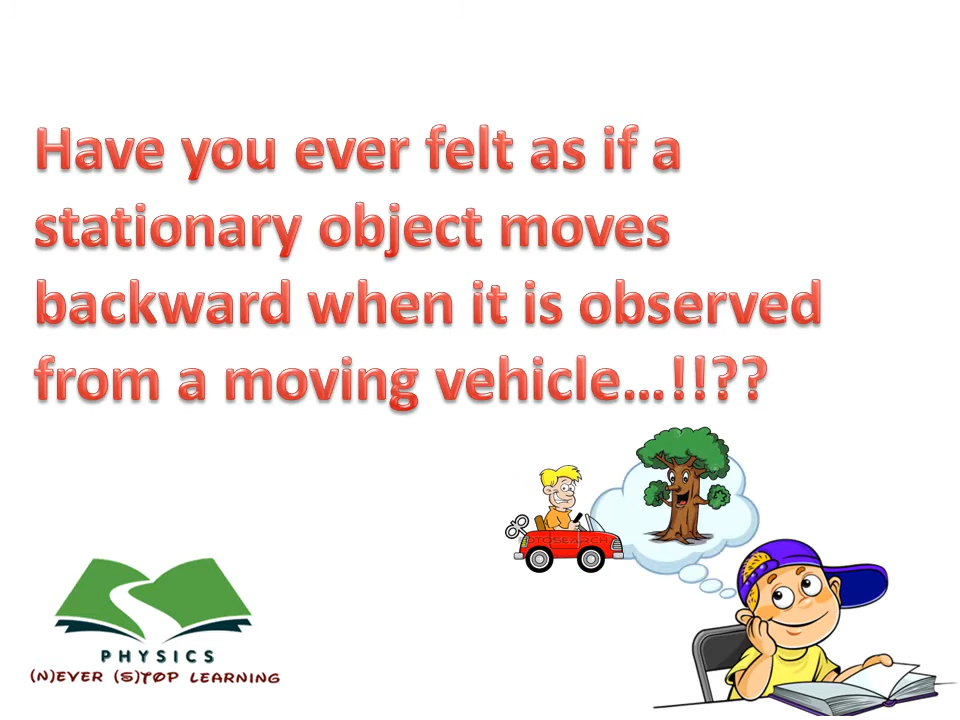 Have you ever felt as if a
stationary object moves
backward when it is observed
from a moving vehicle...!!??
FOTOSEARCH
PHYSICS
(N)EVER (S)TOP LEARNING